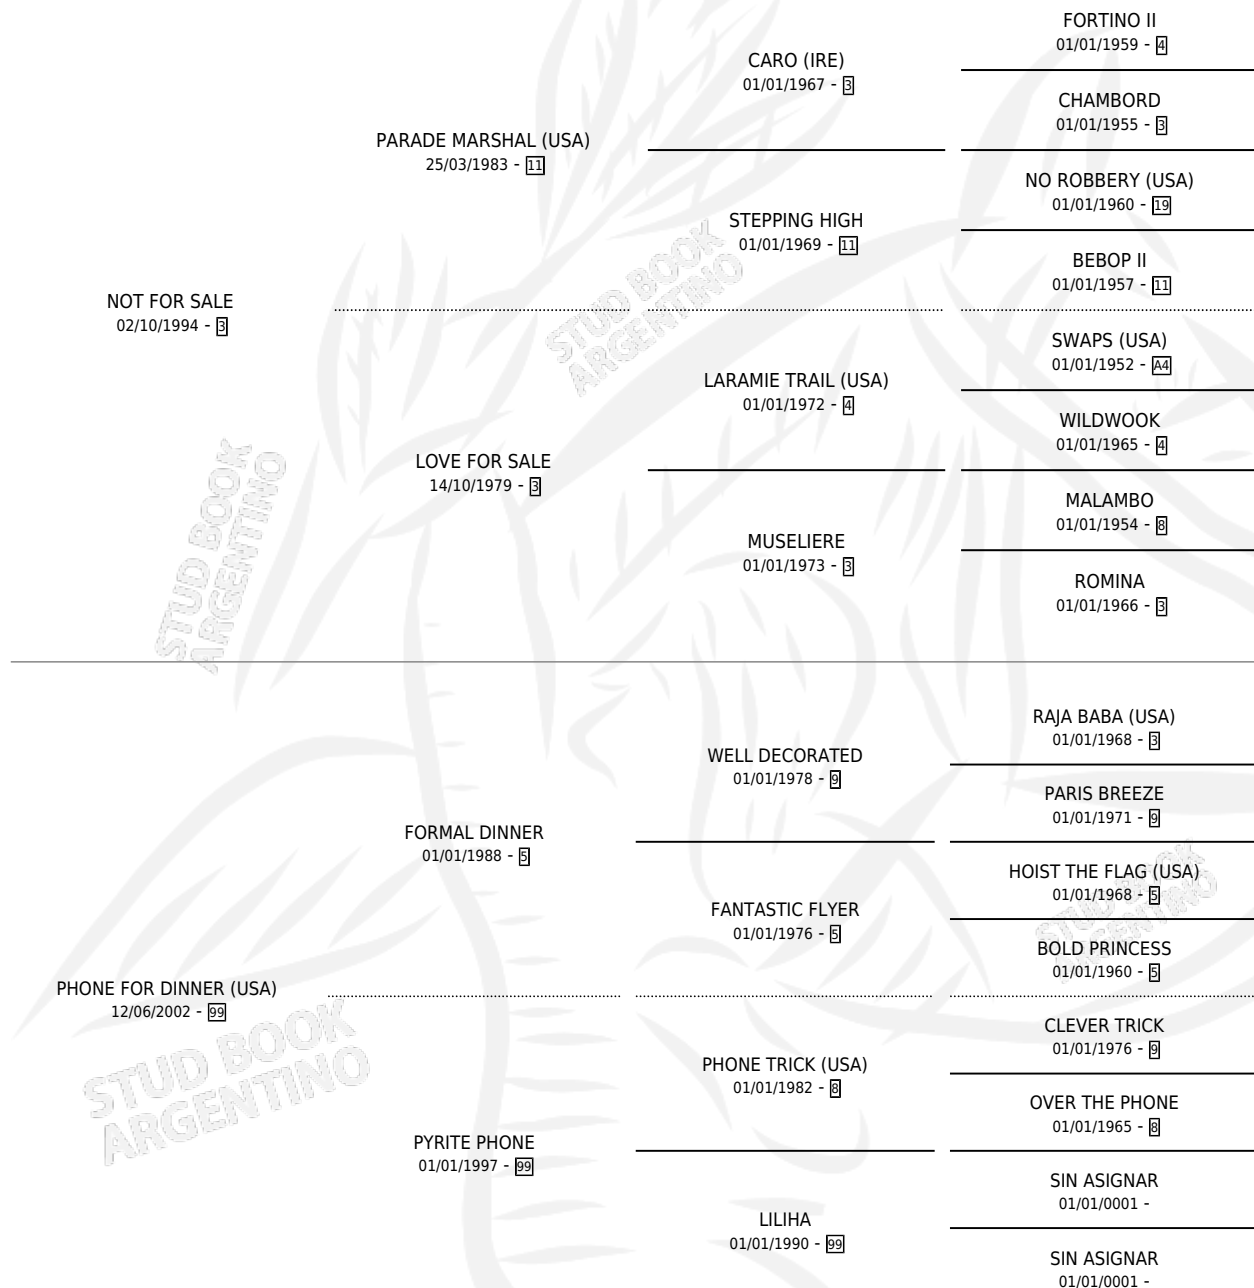 FORTINO II
01/01/1959 - 4
CARO (IRE)
01/01/1967 - 3
CHAMBORD
01/01/1955 - 3
PARADE MARSHAL (USA)
25/03/1983 - 11
NO ROBBERY (USA)
01/01/1960 - 19
STEPPING HIGH
01/01/1969 - 11
BEBOP II
01/01/1957 - 11
NOT FOR SALE
02/10/1994 - 3
STUD BOOK
ARGENTINO
SWAPS (USA)
01/01/1952 - A4
LARAMIE TRAIL (USA)
01/01/1972 - 4
WILDWOOK
01/01/1965 - 4
LOVE FOR SALE
14/10/1979 - 3
MALAMBO
01/01/1954 - 8
MUSELIERE
01/01/1973 - 3
ROMINA
01/01/1966 - 3
STUD BOOK
ARGENTINO
RAJA BABA (USA)
01/01/1968 - 3
WELL DECORATED
01/01/1978 - 9
PARIS BREEZE
01/01/1971 - 9
FORMAL DINNER
01/01/1988 - 5
HOIST THE FLAG (USA)
01/01/1968 - 5
STUD BOOK
ARGENTINO
FANTASTIC FLYER
01/01/1976 - 5
BOLD PRINCESS
01/01/1960 - 5
PHONE FOR DINNER (USA)
12/06/2002 - 99
CLEVER TRICK
01/01/1976 - 9
PHONE TRICK (USA)
01/01/1982 - 8
OVER THE PHONE
01/01/1965 - 8
STUD BOOK
ARGENTINO
PYRITE PHONE
01/01/1997 - 99
SIN ASIGNAR
01/01/0001 -
LILIHA
01/01/1990 - 99
SIN ASIGNAR
01/01/0001 -